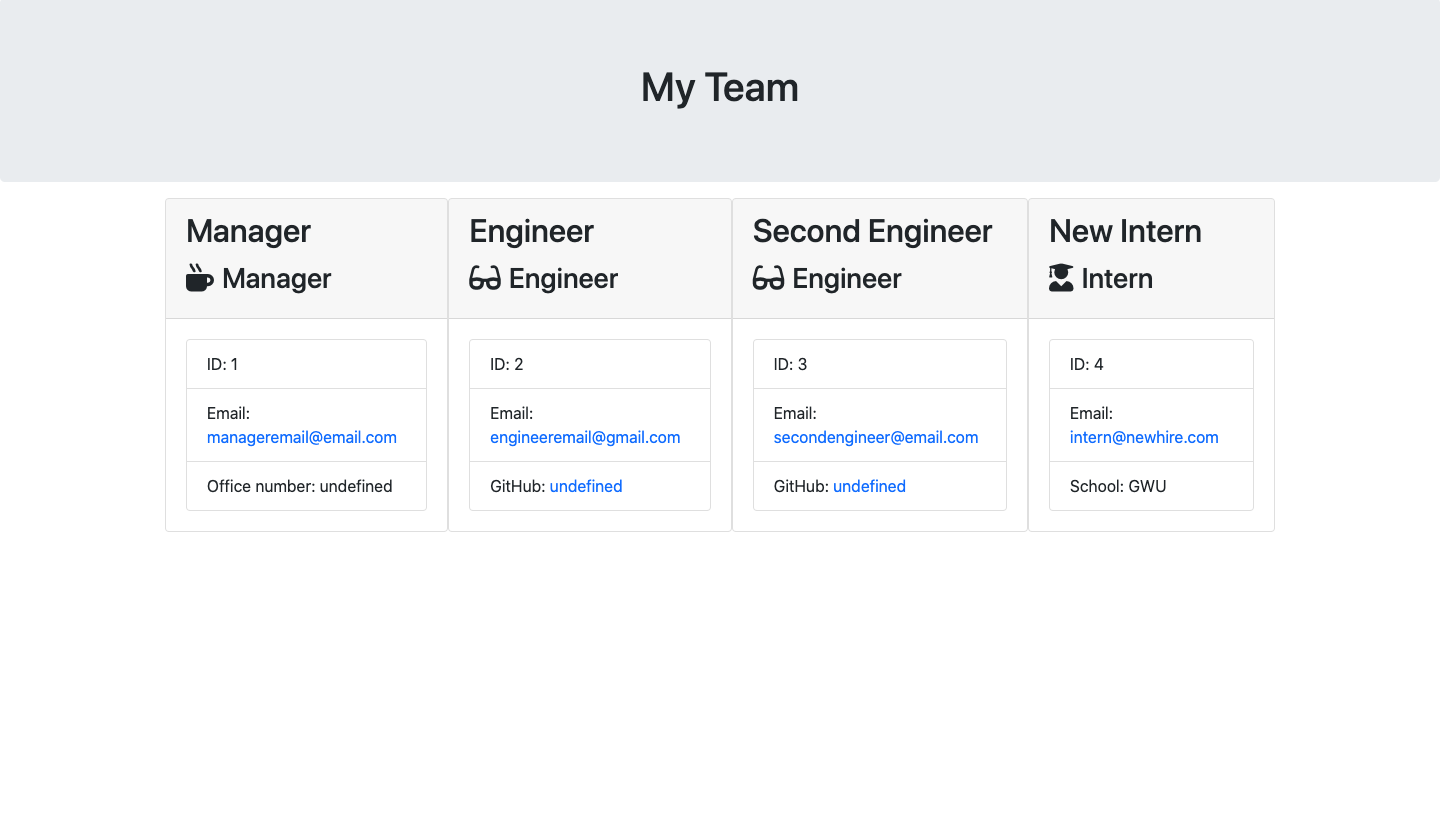 My Team
Manager
Manager
ID: 1
Email:
manageremail@email.com
Office number: undefined
Engineer
Engineer
ID: 2
Email:
engineeremail@gmail.com
GitHub: undefined
Second Engineer
Engineer
ID: 3
Email:
secondengineer@email.com
GitHub: undefined
New Intern
Intern
ID: 4
Email:
intern@newhire.com
School: GWU